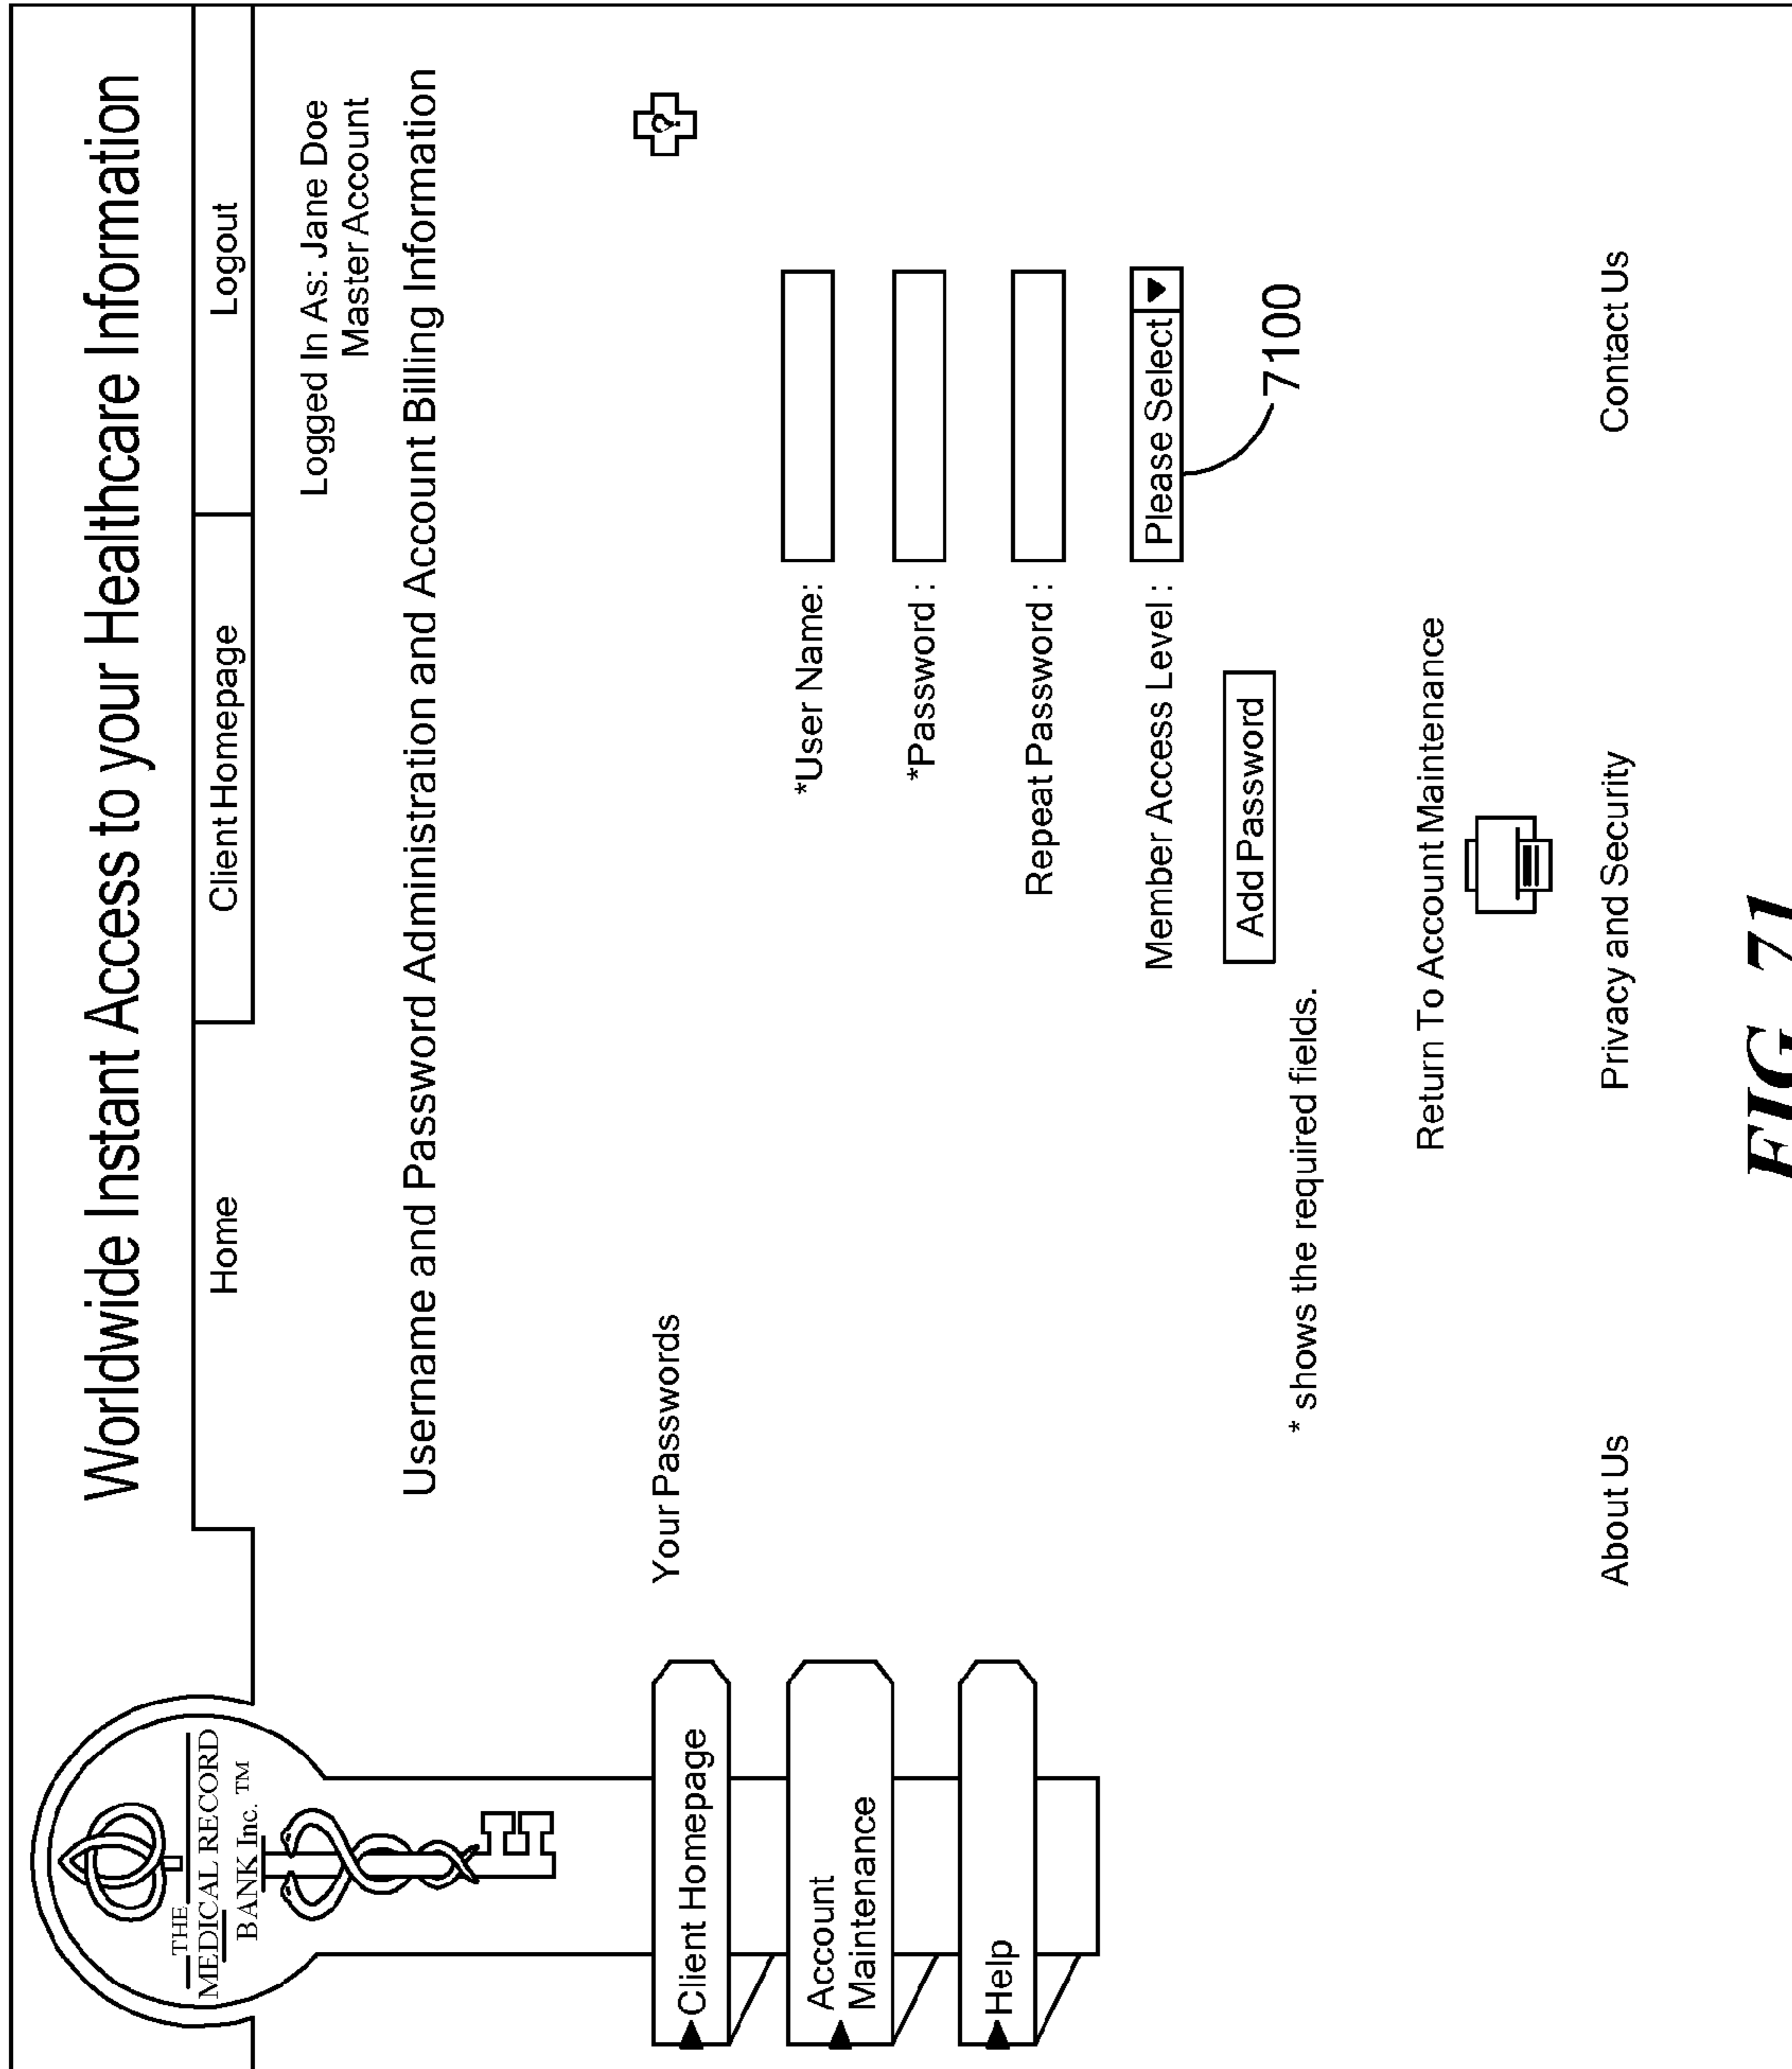 Worldwide Instant Access to your Healthcare Information
THE
MEDICAL RECORD
BANK Inc. ™
Home
Client Homepage
Logout
Logged In As: Jane Doe
Master Account
Username and Password Administration and Account Billing Information
Client Homepage
Account
Maintenance
Help
Your Passwords
?
*User Name:
*Password :
Repeat Password :
Member Access Level :
Please Select
7100
Add Password
* shows the required fields.
Return To Account Maintenance
About Us
Privacy and Security
Contact Us
FIG 71